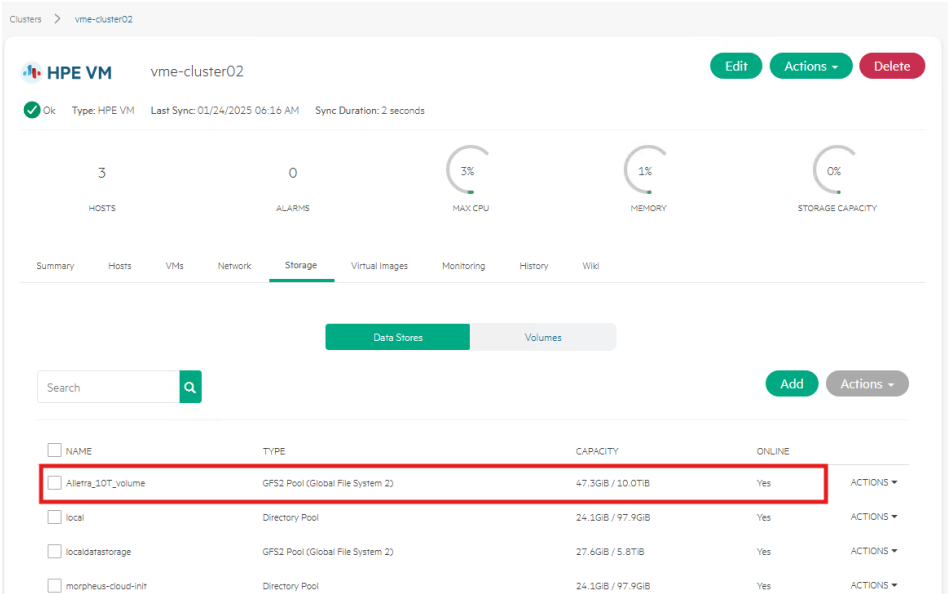 Clusters > vme-cluster02
HPE VM vme-cluster02 Edit Actions Delete
Ok Type: HPE VM Last Sync: 01/24/2025 06:16 AM Sync Duration: 2 seconds
3 0 3% 1% 0%
HOSTS ALARMS MAX CPU MEMORY STORAGE CAPACITY
Summary Hosts VMs Network Storage Virtual Images Monitoring History Wiki
Data Stores Volumes
Search Add Actions
NAME TYPE CAPACITY ONLINE
Alletra_10T_volume GFS2 Pool (Global File System 2) 47.3GiB / 10.0TiB Yes ACTIONS
local Directory Pool 24.1GiB / 97.9GiB Yes ACTIONS
localdatastorage GFS2 Pool (Global File System 2) 27.6GiB / 5.8TiB Yes ACTIONS
morpheus-cloud-init Directory Pool 24.1GiB / 97.9GiB Yes ACTIONS